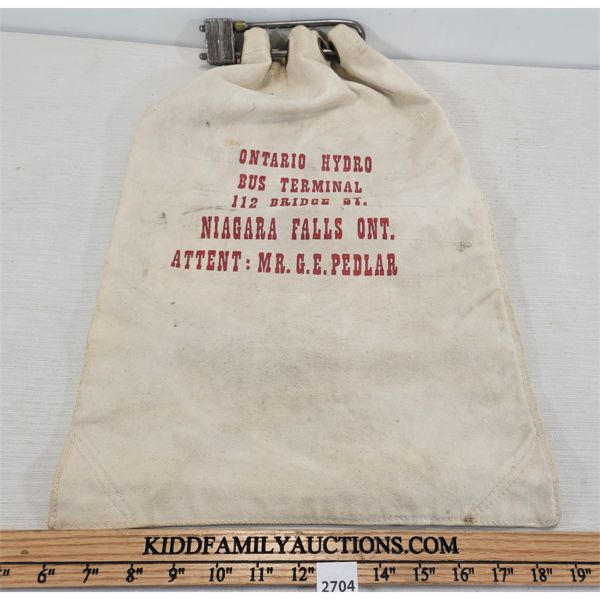 ONTARIO HYDRO
BUS TERMINAL
112 BRIDGE ST.
NIAGARA FALLS ONT.
ATTENT: MR. G.E. PEDLAR
KIDDFAMILYAUCTIONS.COM
6" 7" 8" 9" 10" 11" 12" 14" 15" 16" 17" 18" 19"
2704